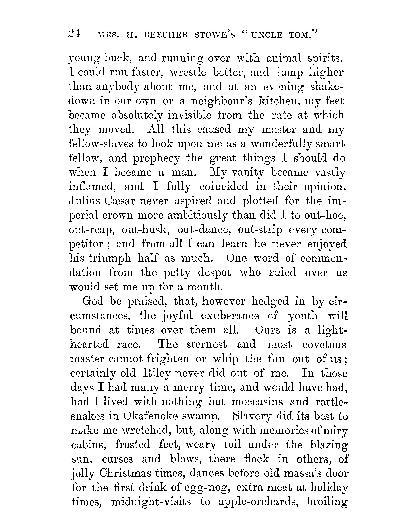 24 MRS. H. BEECHER STOWE'S "UNCLE TOM."
young buck, and running over with animal spirits.
I could run faster, wrestle better, and jump higher
than anybody about me, and at an evening shake-
down in our own or a neighbour's kitchen, my feet
became absolutely invisible from the rate at which
they moved. All this caused my master and my
fellow-slaves to look upon me as a wonderfully smart
fellow, and prophecy the great things I should do
when I became a man. My vanity became vastly
inflamed, and I fully coincided in their opinion.
Julius Cæsar never aspired and plotted for the im-
perial crown more ambitiously than did I to out-hoe,
out-reap, out-husk, out-dance, out-strip every com-
petitor; and from all I can learn he never enjoyed
his triumph half as much. One word of commen-
dation from the petty despot who ruled over us
would set me up for a month.
God be praised, that, however hedged in by cir-
cumstances, the joyful exuberance of youth will
bound at times over them all. Ours is a light-
hearted race. The sternest and most covetous
master cannot frighten or whip the fun out of us;
certainly old Riley never did out of me. In those
days I had many a merry time, and would have had,
had I lived with nothing but moccasins and rattle-
snakes in Okafenoke swamp. Slavery did its best to
make me wretched, but, along with memories of miry
cabins, frosted feet, weary toil under the blazing
sun, curses and blows, there flock in others, of
jolly Christmas times, dances before old massa's door
for the first drink of egg-nog, extra meat at holiday
times, midnight-visits to apple-orchards, broiling